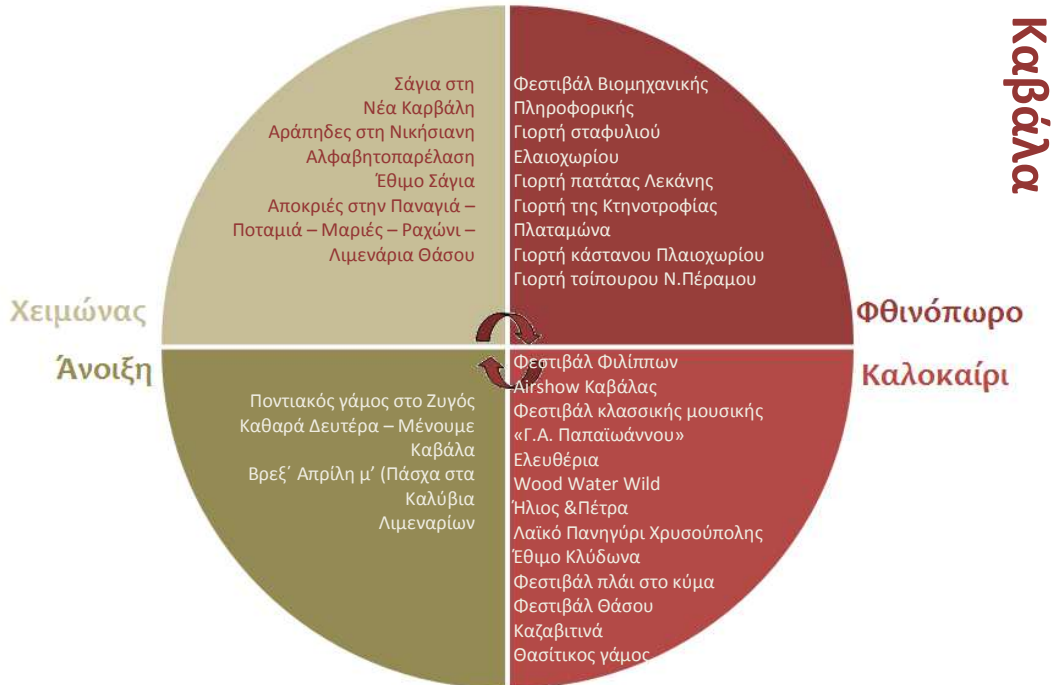 Καβάλα
Χειμώνας
Σάγια στη
Νέα Καρβάλη
Αράπηδες στη Νικήσιανη
Αλφαβητοπαρέλαση
Έθιμο Σάγια
Αποκριές στην Παναγιά –
Ποταμιά – Μαριές – Ραχώνι –
Λιμενάρια Θάσου
Φθινόπωρο
Φεστιβάλ Βιομηχανικής
Πληροφορικής
Γιορτή σταφυλιού
Ελαιοχωρίου
Γιορτή πατάτας Λεκάνης
Γιορτή της Κτηνοτροφίας
Πλαταμώνα
Γιορτή κάστανου Πλαιοχωρίου
Γιορτή τσίπουρου Ν.Πέραμου
Άνοιξη
Ποντιακός γάμος στο Ζυγός
Καθαρά Δευτέρα – Μένουμε
Καβάλα
Βρεξ΄ Απρίλη μ’ (Πάσχα στα
Καλύβια
Λιμεναρίων
Καλοκαίρι
Φεστιβάλ Φιλίππων
Airshow Καβάλας
Φεστιβάλ κλασσικής μουσικής
«Γ.Α. Παπαϊωάννου»
Ελευθέρια
Wood Water Wild
Ήλιος &Πέτρα
Λαϊκό Πανηγύρι Χρυσούπολης
Έθιμο Κλύδωνα
Φεστιβάλ πλάι στο κύμα
Φεστιβάλ Θάσου
Καζαβιτινά
Θασίτικος γάμος